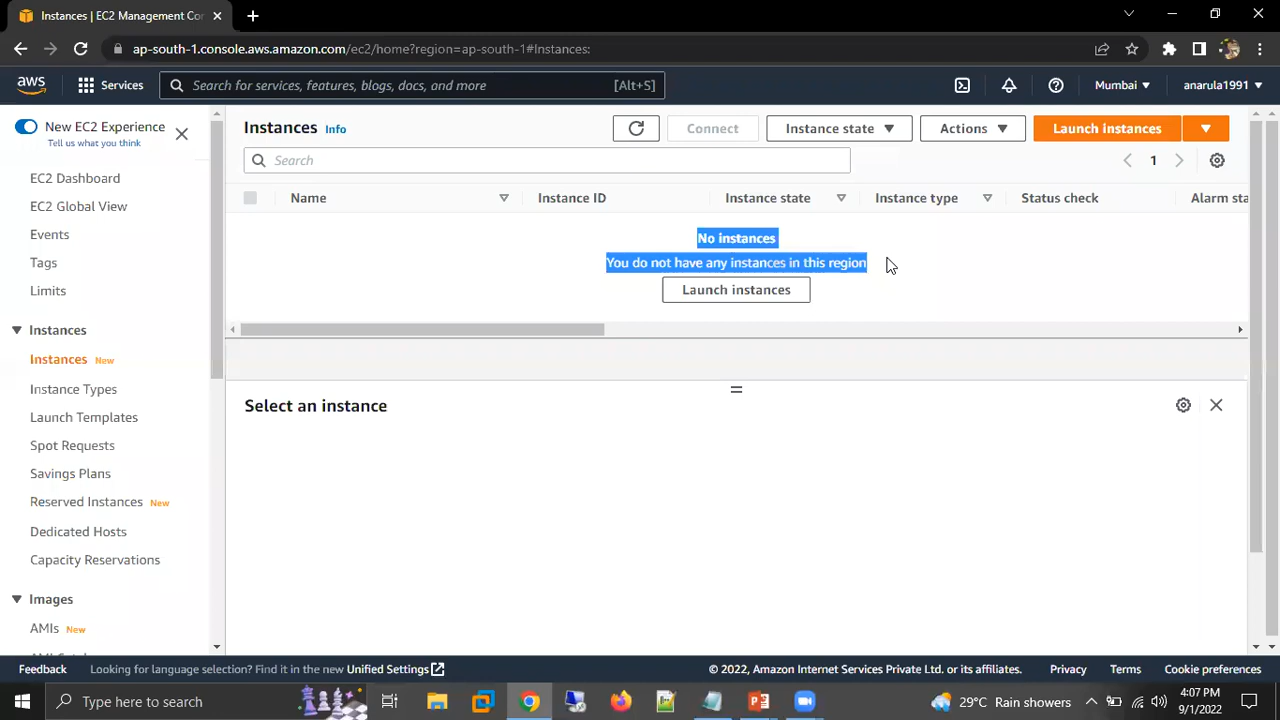 Instances | EC2 Management Co
ap-south-1.console.aws.amazon.com/ec2/home?region=ap-south-1#Instances:
aws
Services
Search for services, features, blogs, docs, and more
[Alt+S]
Mumbai
anarula1991
New EC2 Experience
Tell us what you think
EC2 Dashboard
EC2 Global View
Events
Tags
Limits
Instances
Instances New
Instance Types
Launch Templates
Spot Requests
Savings Plans
Reserved Instances New
Dedicated Hosts
Capacity Reservations
Images
AMIs New
Instances Info
Connect
Instance state
Actions
Launch instances
Search
1
Name
Instance ID
Instance state
Instance type
Status check
Alarm sta
No instances
You do not have any instances in this region
Launch instances
Select an instance
Feedback
Looking for language selection? Find it in the new Unified Settings
© 2022, Amazon Internet Services Private Ltd. or its affiliates.
Privacy
Terms
Cookie preferences
Type here to search
29°C Rain showers
4:07 PM
9/1/2022